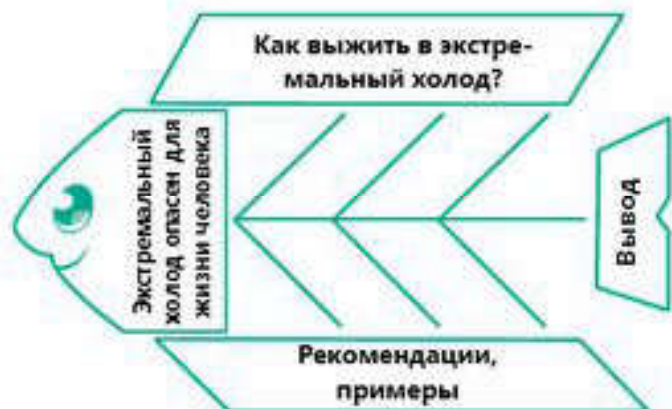 Как выжить в экстре-
мальный холод?
Экстремальный
холод опасен для
жизни человека
Вывод
Рекомендации,
примеры